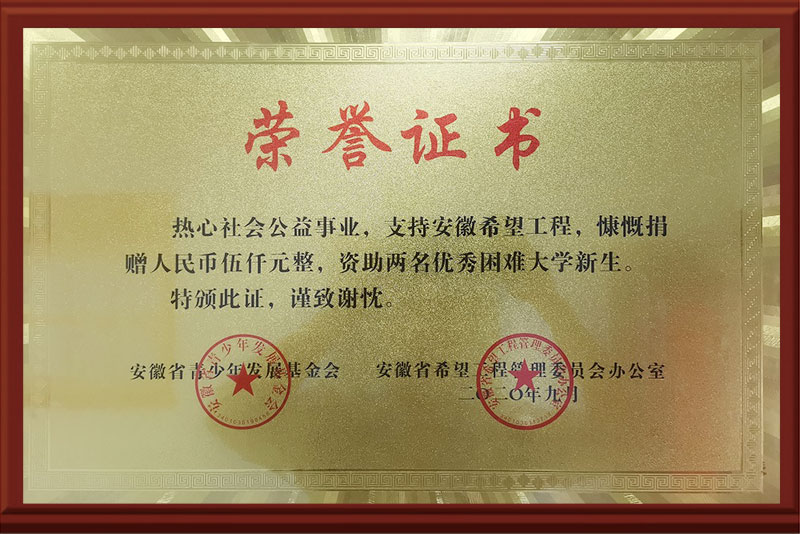 荣誉证书
热心社会公益事业，支持安徽希望工程，慷慨捐
赠人民币伍仟元整，资助两名优秀困难大学新生。
特颁此证，谨致谢忱。
安徽省青少年发展基金会
安徽省希望工程管理委员会办公室
二〇二〇年九月